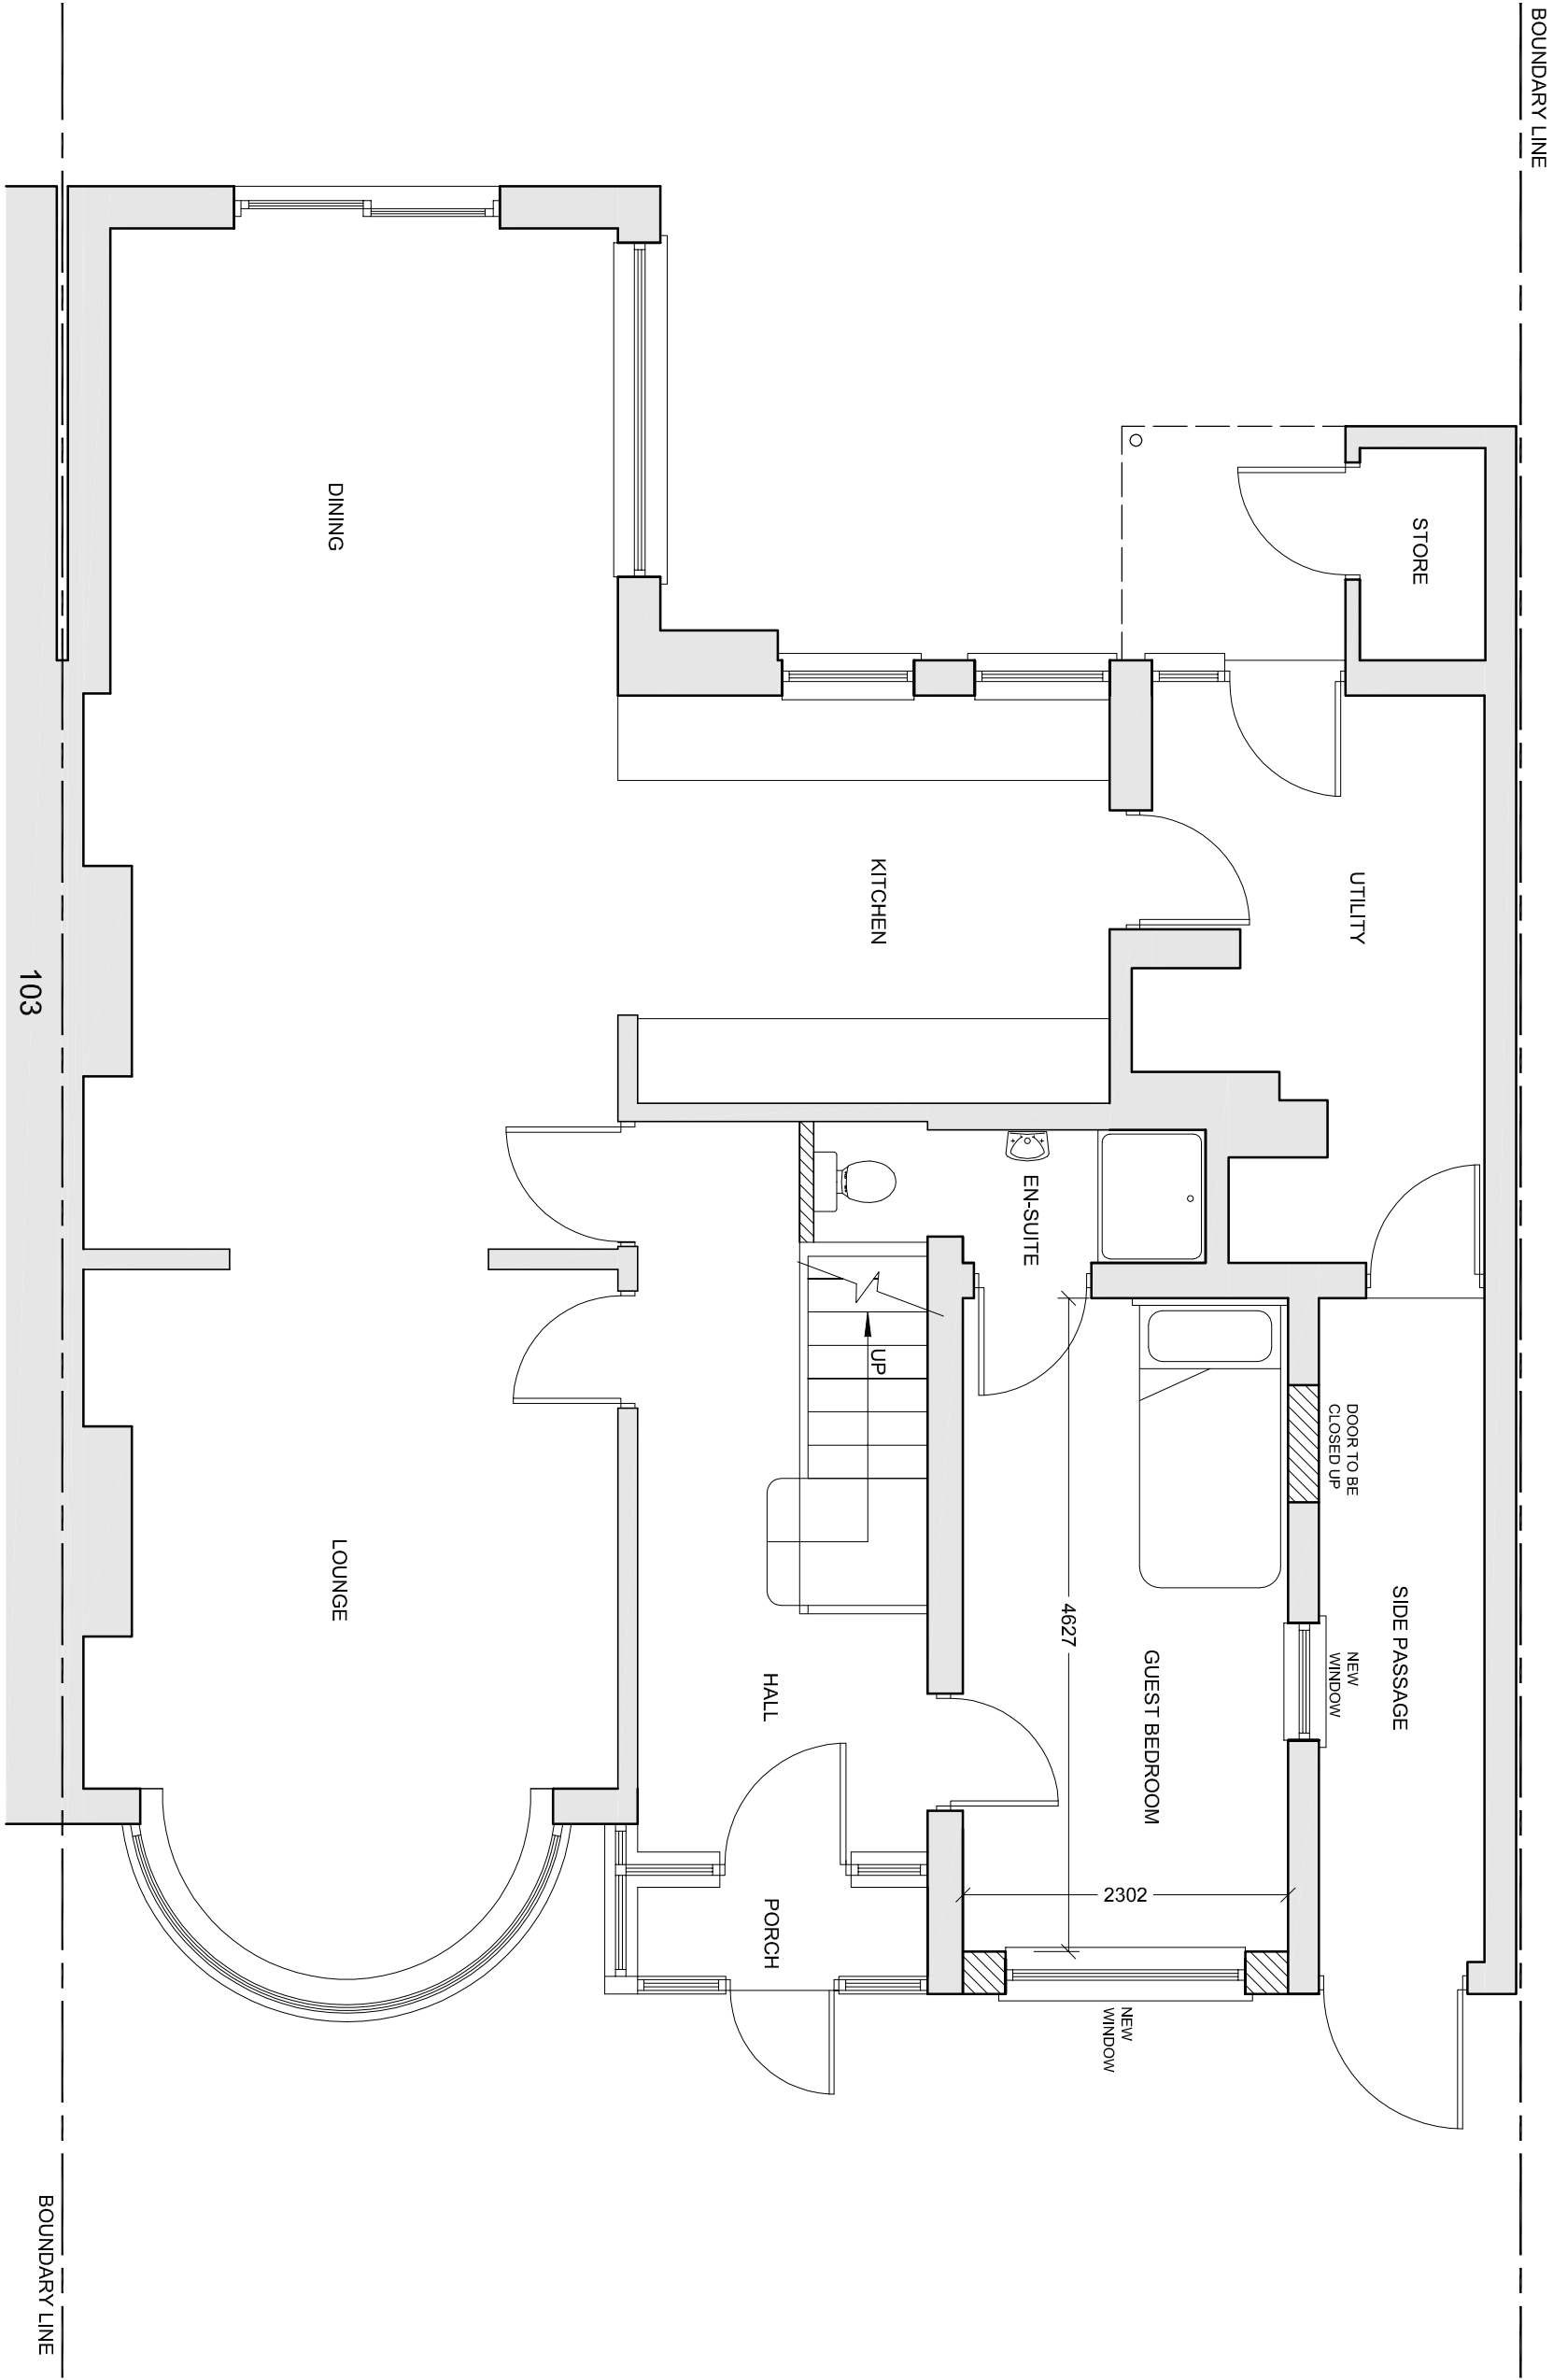 BOUNDARY LINE
STORE
DINING
UTILITY
KITCHEN
103
EN-SUITE
UP
DOOR TO BE
CLOSED UP
SIDE PASSAGE
LOUNGE
4627
NEW
WINDOW
GUEST BEDROOM
HALL
2302
PORCH
NEW
WINDOW
BOUNDARY LINE